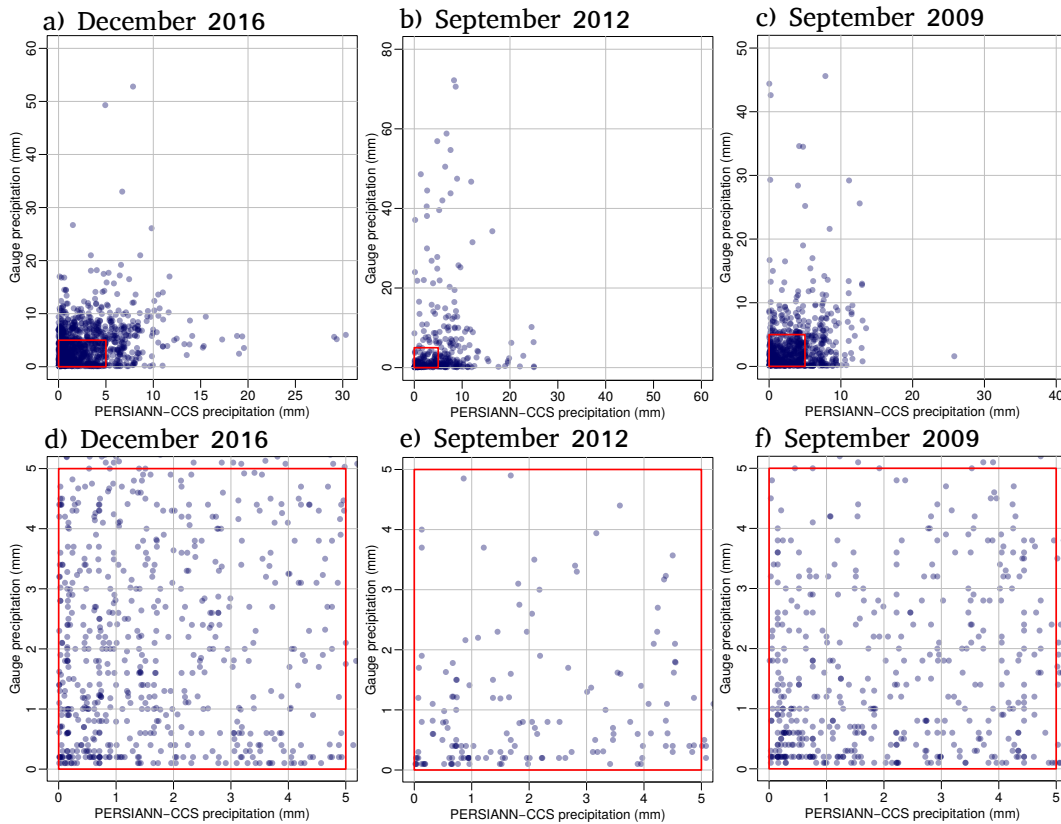 a) December 2016
b) September 2012
c) September 2009
Gauge precipitation (mm)
0 10 20 30 40 50 60
0 5 10 15 20 25 30
PERSIANN−CCS precipitation (mm)
Gauge precipitation (mm)
0 20 40 60 80
0 10 20 30 40 50 60
PERSIANN−CCS precipitation (mm)
Gauge precipitation (mm)
0 10 20 30 40 50
0 10 20 30 40
PERSIANN−CCS precipitation (mm)
d) December 2016
e) September 2012
f) September 2009
Gauge precipitation (mm)
0 1 2 3 4 5
0 1 2 3 4 5
PERSIANN−CCS precipitation (mm)
Gauge precipitation (mm)
0 1 2 3 4 5
0 1 2 3 4 5
PERSIANN−CCS precipitation (mm)
Gauge precipitation (mm)
0 1 2 3 4 5
0 1 2 3 4 5
PERSIANN−CCS precipitation (mm)